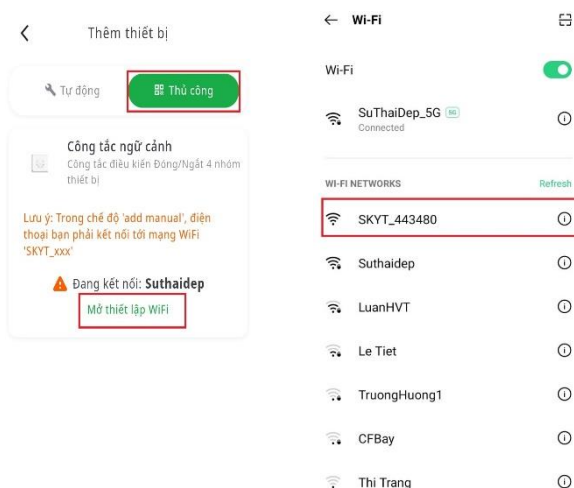 Thêm thiết bị
Tự động
Thủ công
Công tắc ngữ cảnh
Công tắc điều kiển Đóng/Ngắt 4 nhóm
thiết bị
Lưu ý: Trong chế độ 'add manual', điện
thoại bạn phải kết nối tới mạng WiFi
'SKYT_xxx'
Đang kết nối: Suthaidep
Mở thiết lập WiFi
Wi-Fi
Wi-Fi
SuThaiDep_5G 5G
Connected
WI-FI NETWORKS
Refresh
SKYT_443480
Suthaidep
LuanHVT
Le Tiet
TruongHuong1
CFBay
Thi Trang